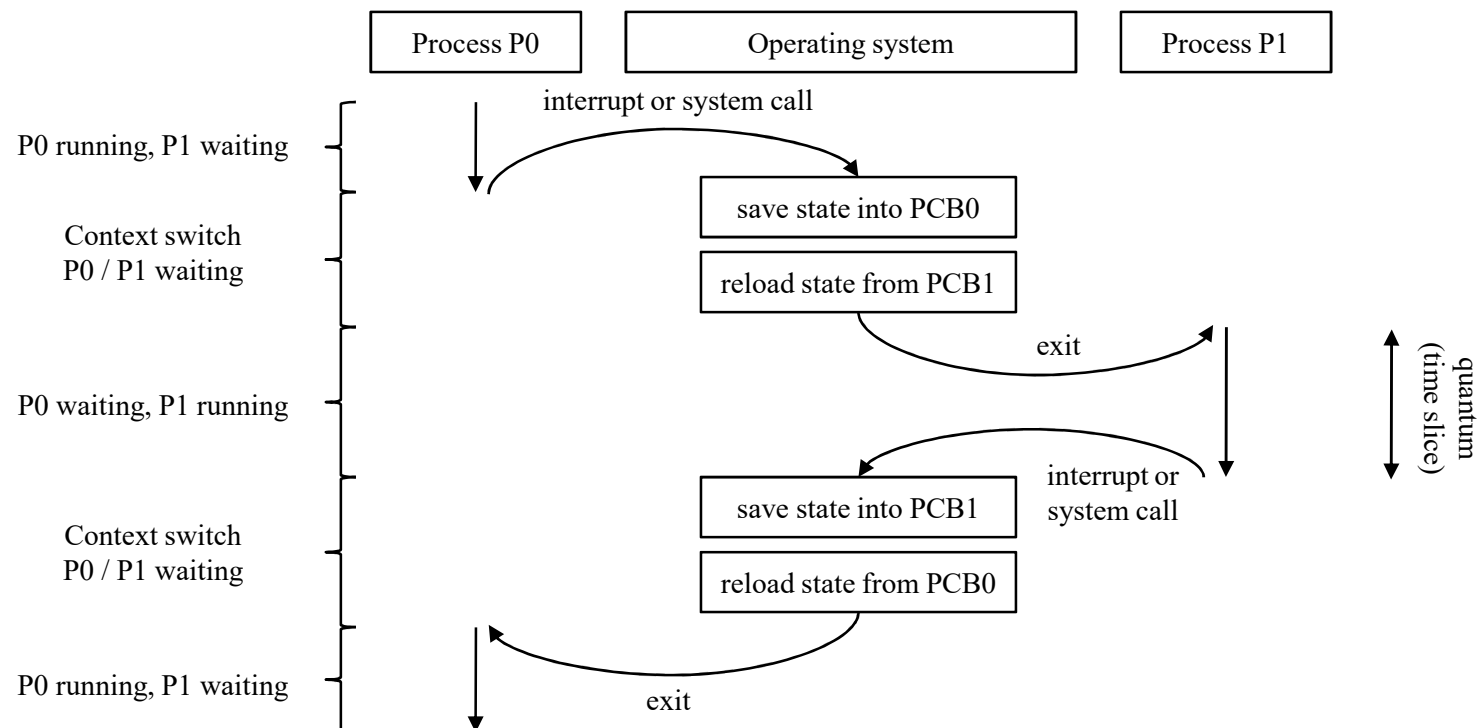 Process P0
Operating system
Process P1
interrupt or system call
P0 running, P1 waiting
save state into PCB0
Context switch
P0 / P1 waiting
reload state from PCB1
exit
quantum
(time slice)
P0 waiting, P1 running
interrupt or
system call
save state into PCB1
Context switch
P0 / P1 waiting
reload state from PCB0
P0 running, P1 waiting
exit